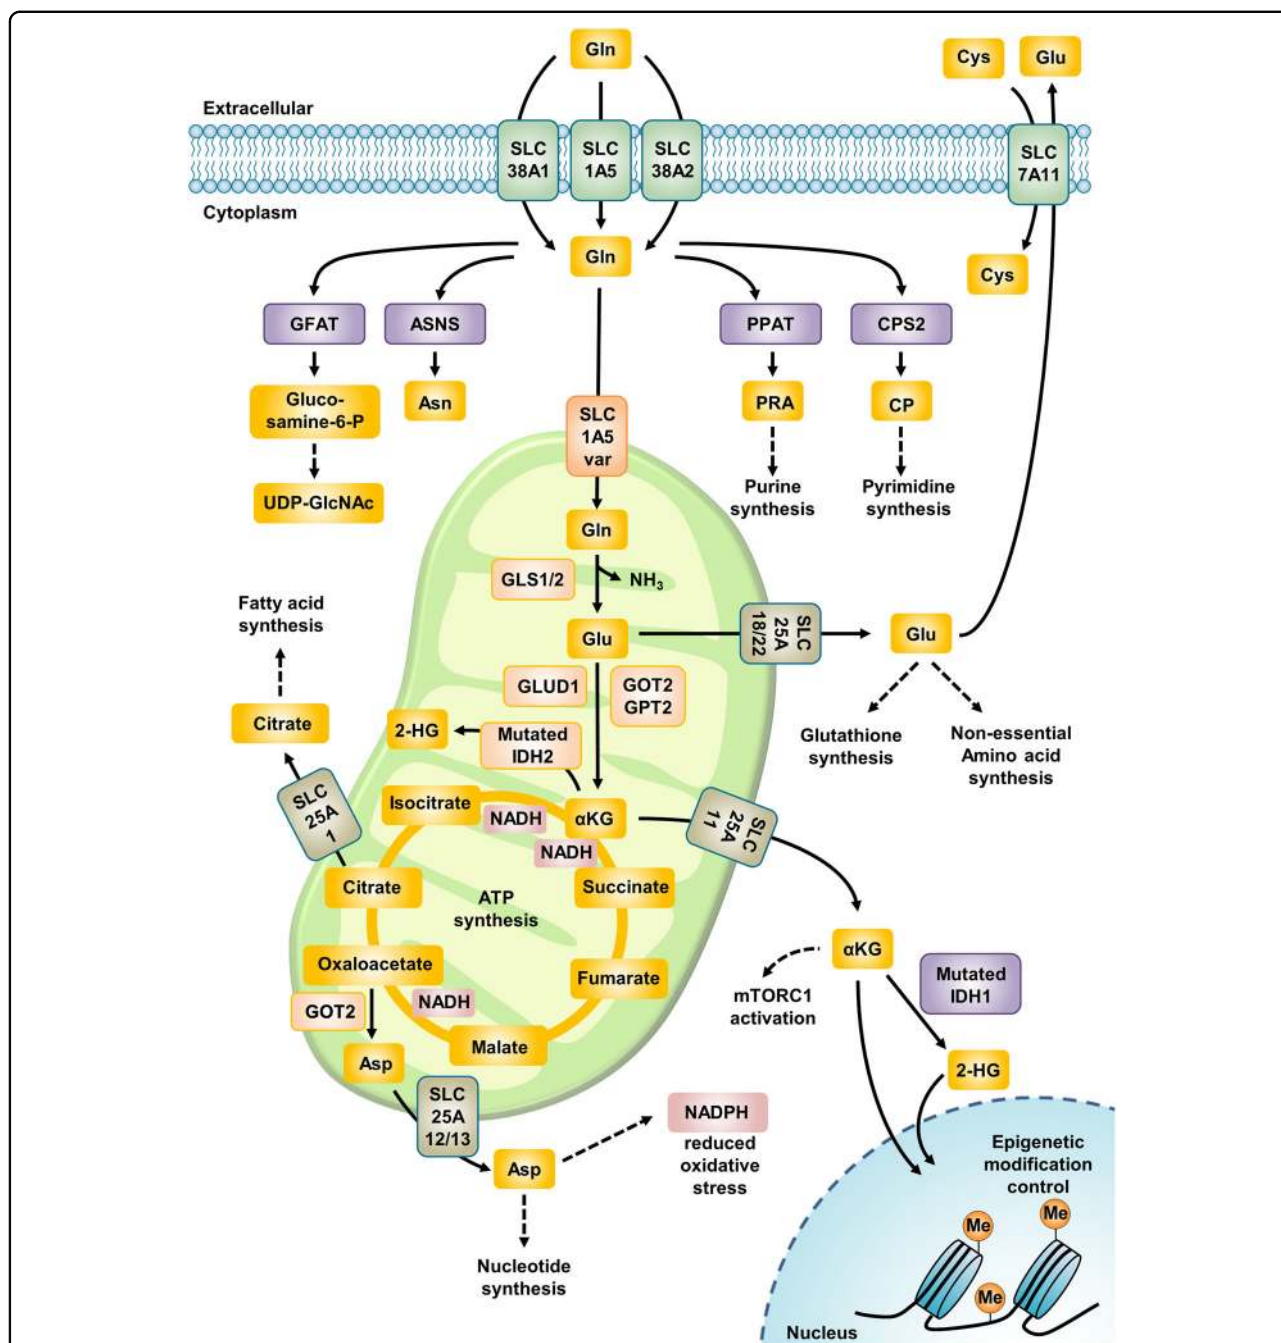 Gln
Cys
Glu
Extracellular
SLC
38A1
SLC
1A5
SLC
38A2
SLC
7A11
Cytoplasm
Gln
Cys
GFAT
ASNS
PPAT
CPS2
Gluco-
samine-6-P
Asn
PRA
CP
SLC
1A5
var
UDP-GlcNAc
Purine
synthesis
Pyrimidine
synthesis
Gln
GLS1/2
NH3
Fatty acid
synthesis
Glu
SLC
25A
18/22
Glu
GLUD1
GOT2
GPT2
Citrate
2-HG
Mutated
IDH2
Glutathione
synthesis
Non-essential
Amino acid
synthesis
SLC
25A
1
Isocitrate
NADH
αKG
SLC
25A
11
NADH
Citrate
ATP
synthesis
Succinate
Oxaloacetate
Fumarate
αKG
Mutated
IDH1
GOT2
NADH
mTORC1
activation
Malate
Asp
2-HG
SLC
25A
12/13
NADPH
reduced
oxidative
stress
Asp
Epigenetic
modification
control
Me
Me
Me
Nucleotide
synthesis
Nucleus